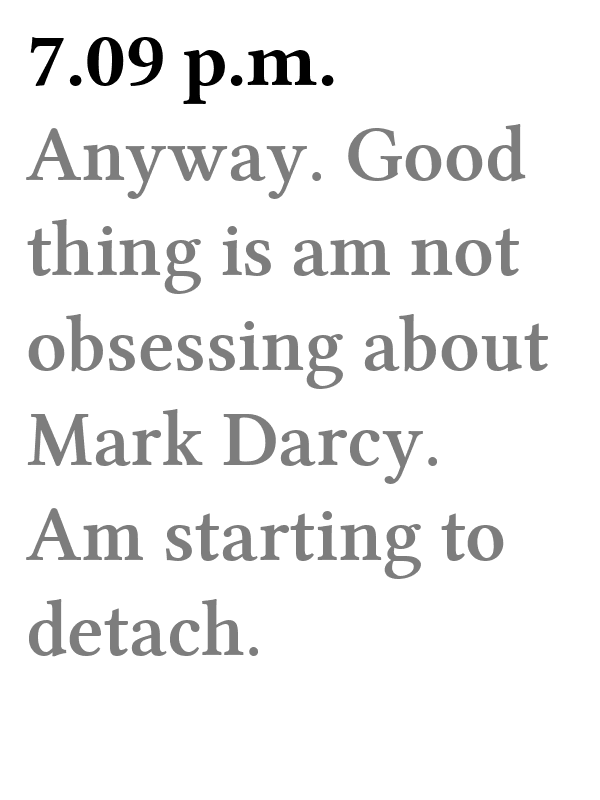 7.09 p.m.
Anyway. Good
thing is am not
obsessing about
Mark Darcy.
Am starting to
detach.